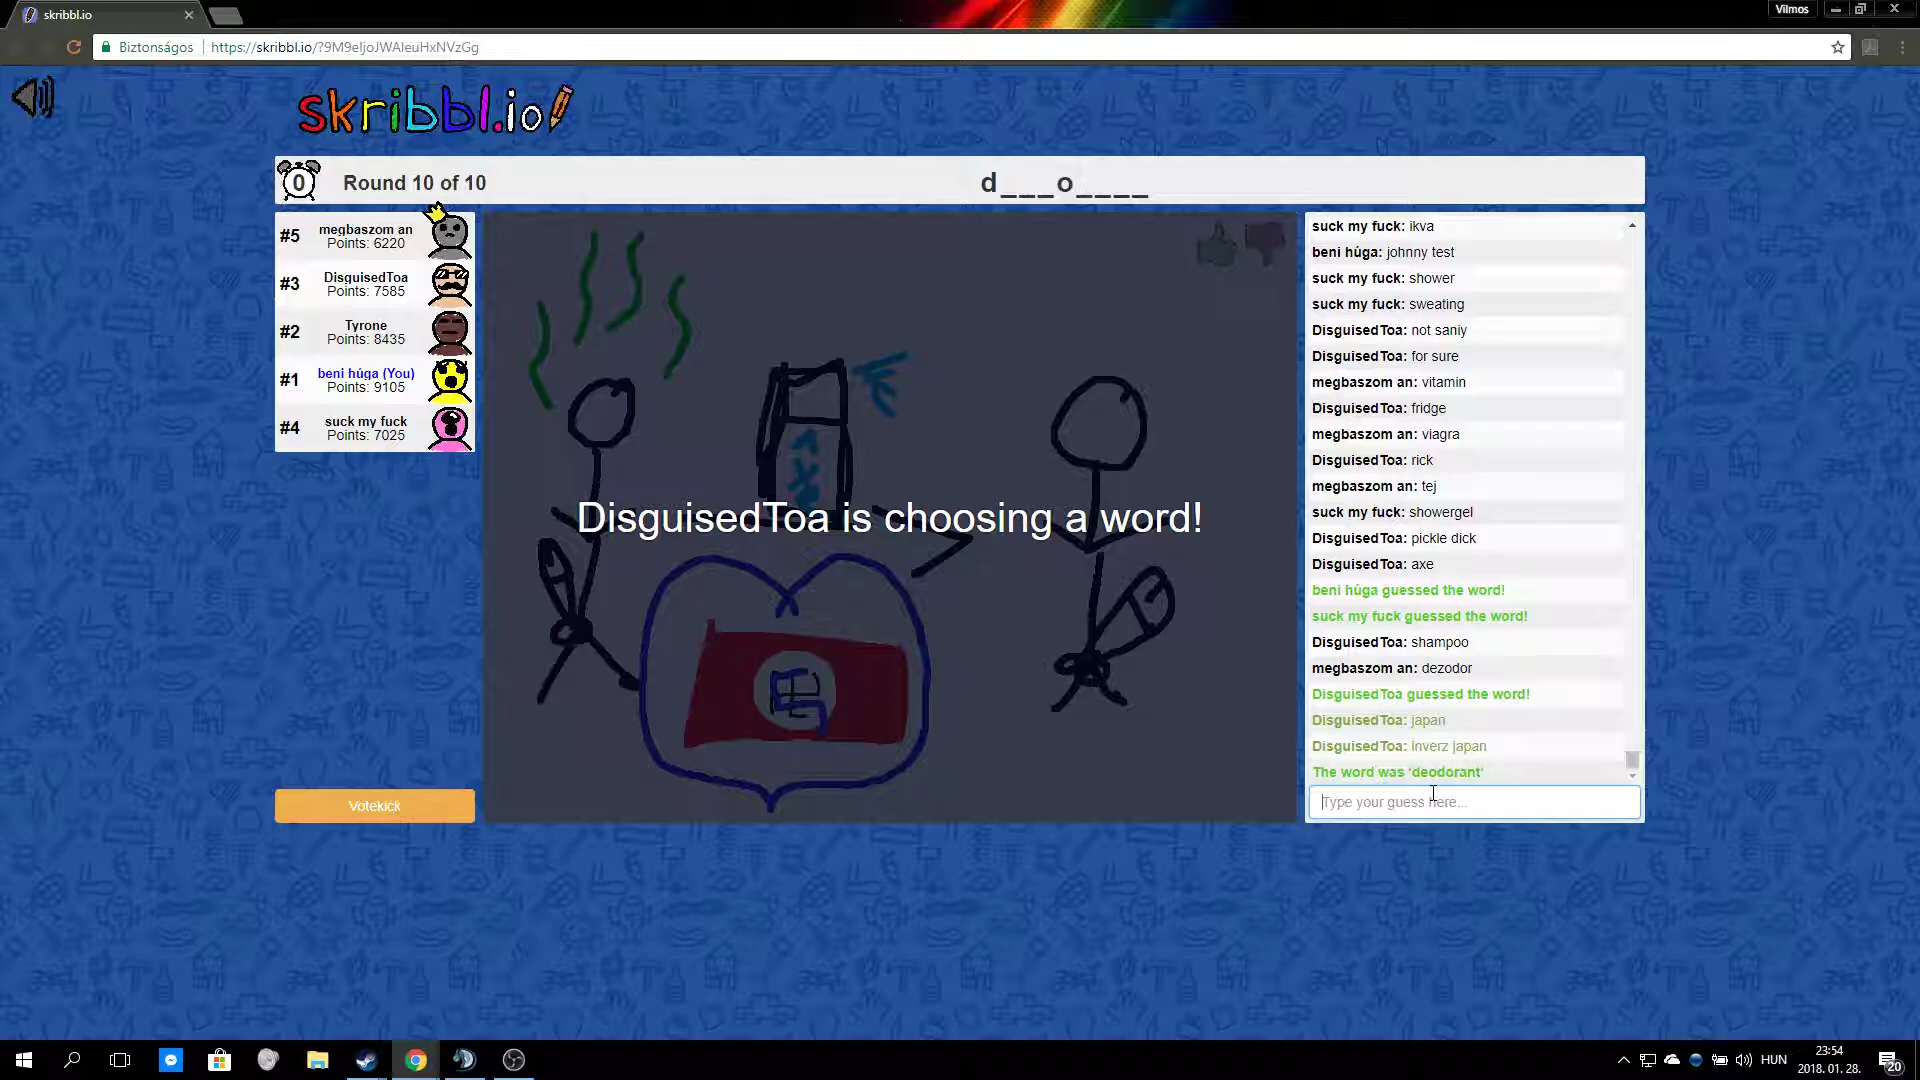 skribbl.io
Vilmos
Biztonságos
https://skribbl.io/?9M9eIjoJWAIeuHxNVzGg
skribbl.io
0
Round 10 of 10
d___o____
#5
megbaszom an
Points: 6220
#3
DisguisedToa
Points: 7585
#2
Tyrone
Points: 8435
#1
beni húga (You)
Points: 9105
#4
suck my fuck
Points: 7025
Votekick
AXE
DisguisedToa is choosing a word!
suck my fuck: ikva
beni húga: johnny test
suck my fuck: shower
suck my fuck: sweating
DisguisedToa: not saniy
DisguisedToa: for sure
megbaszom an: vitamin
DisguisedToa: fridge
megbaszom an: viagra
DisguisedToa: rick
megbaszom an: tej
suck my fuck: showergel
DisguisedToa: pickle dick
DisguisedToa: axe
beni húga guessed the word!
suck my fuck guessed the word!
DisguisedToa: shampoo
megbaszom an: dezodor
DisguisedToa guessed the word!
DisguisedToa: japan
DisguisedToa: inverz japan
The word was 'deodorant'
Type your guess here...
HUN
23:54
2018. 01. 28.
20